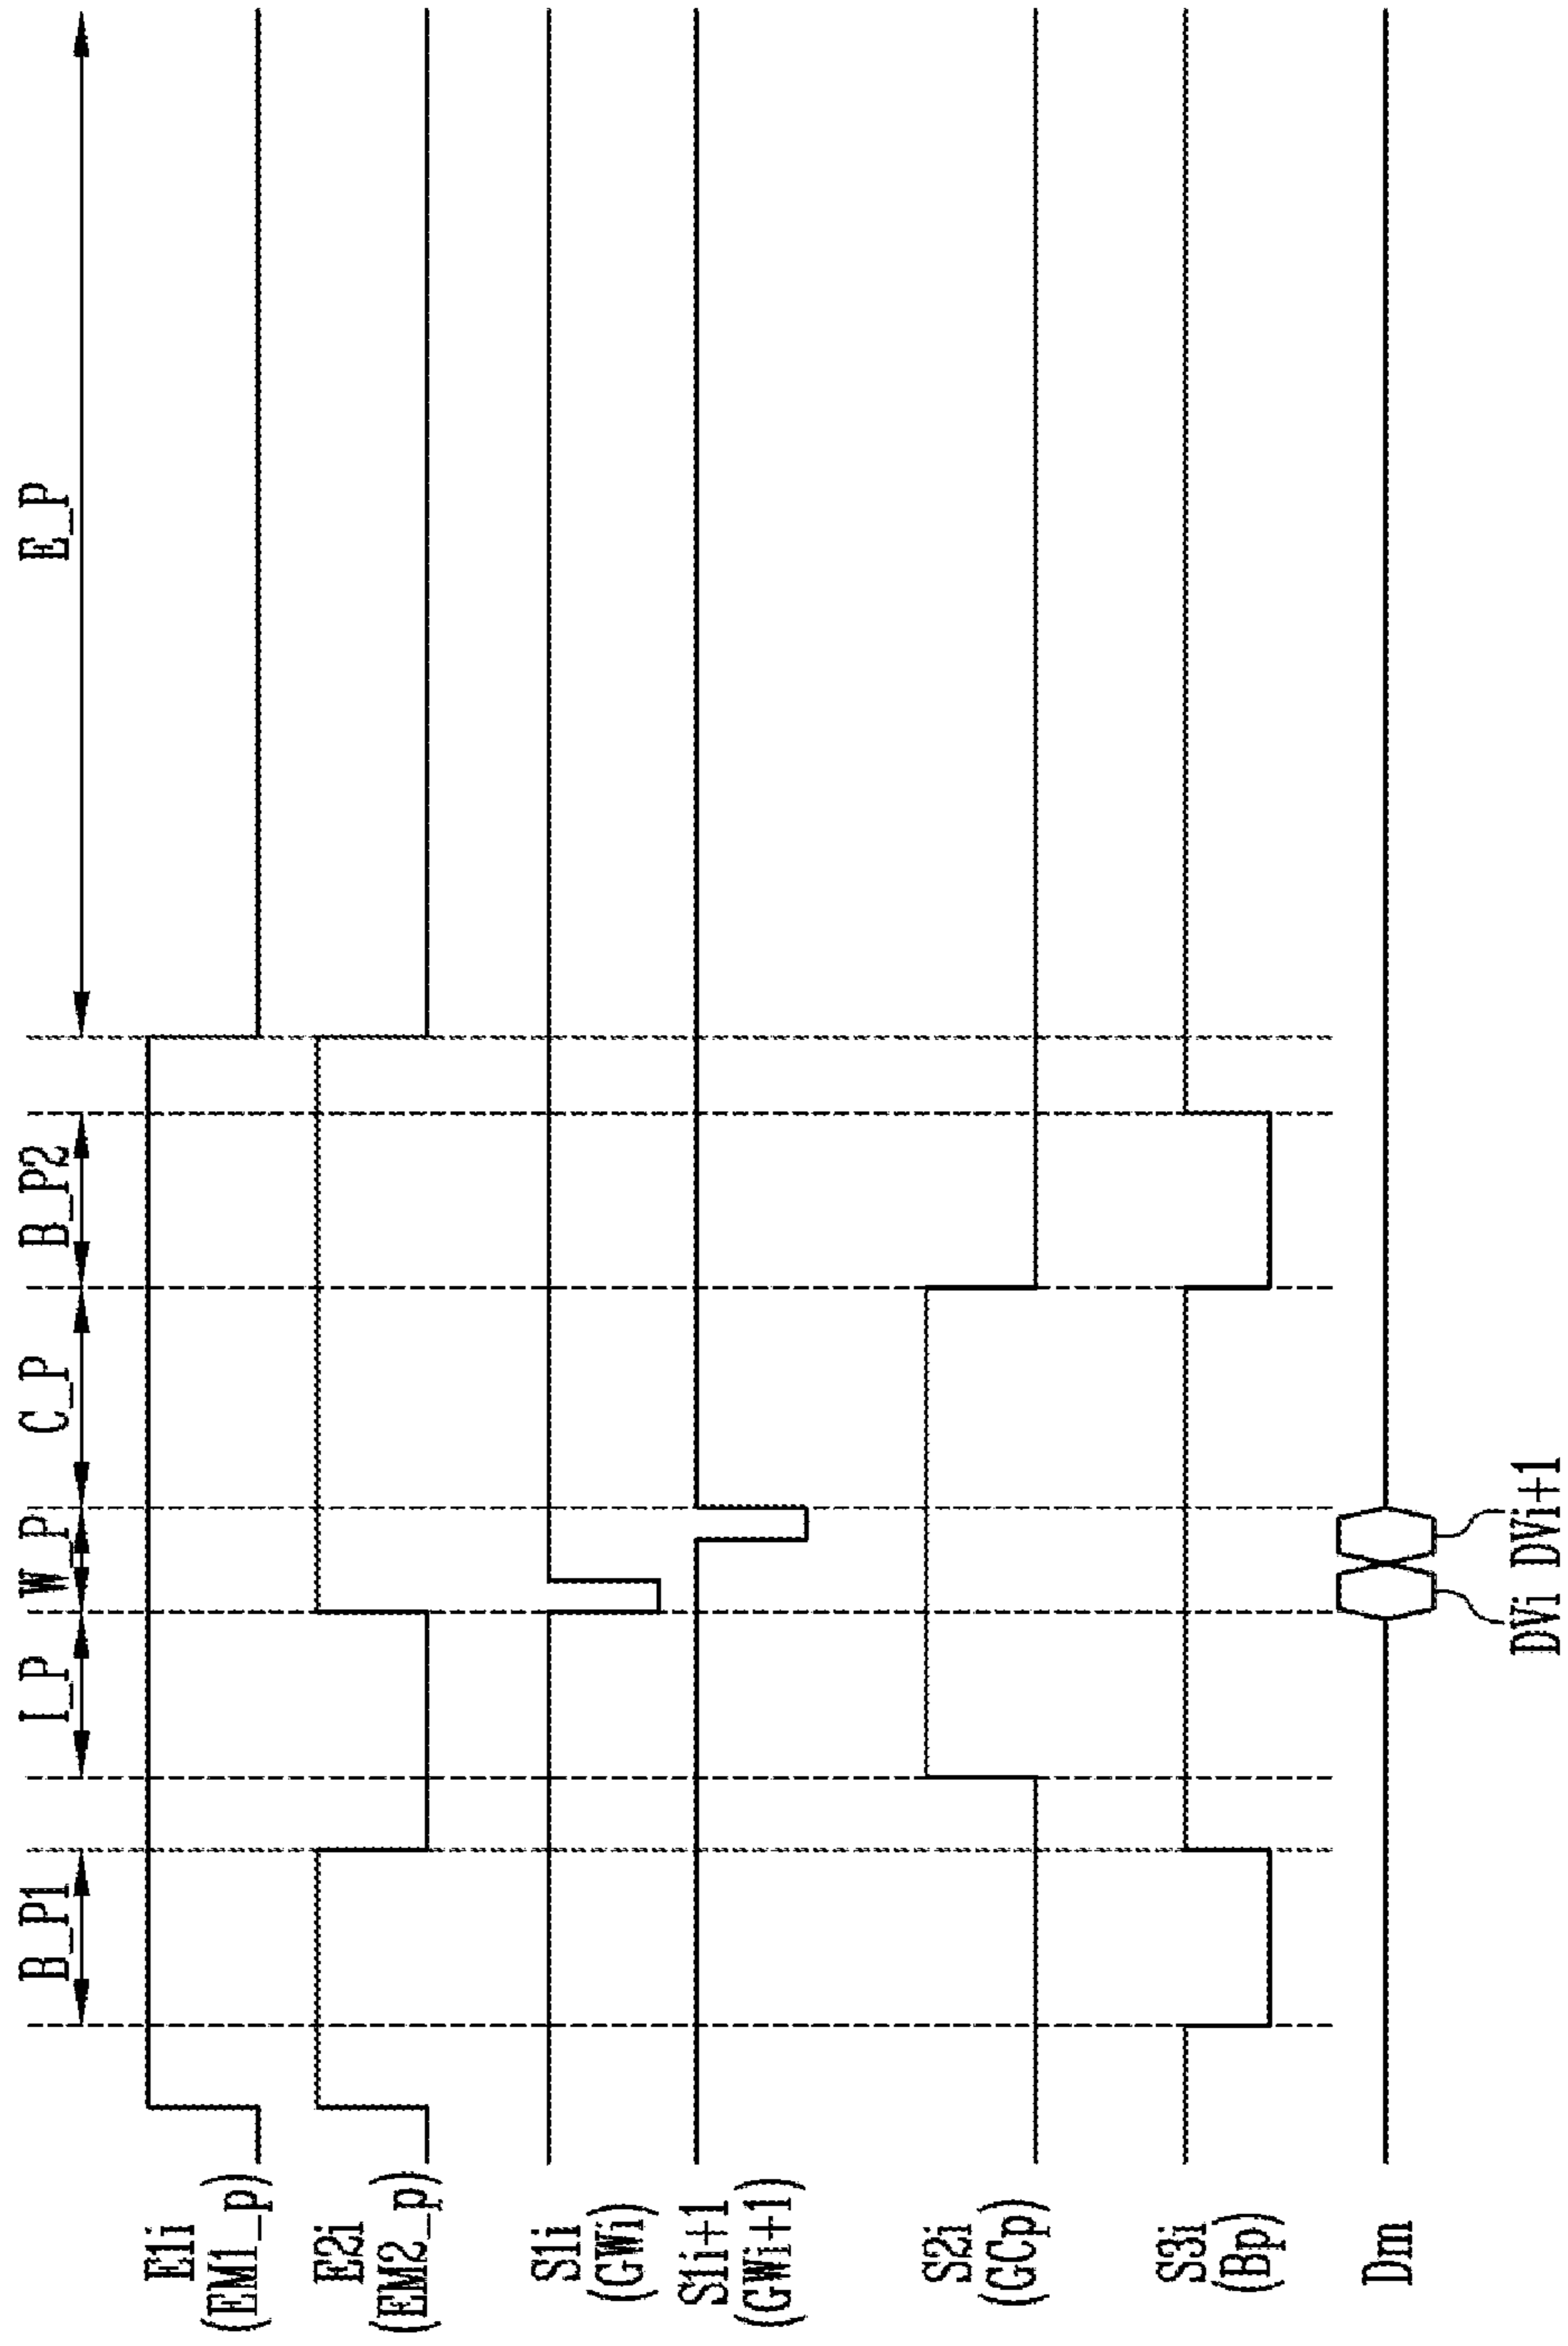 B_P1
I_P
W_P
C_P
B_P2
E_P
E1i
(EM1_p)
E2i
(EM2_p)
S1i
(GWi)
S1i+1
(GWi+1)
S2i
(GCp)
S3i
(Bp)
Dm
DVi DVi+1